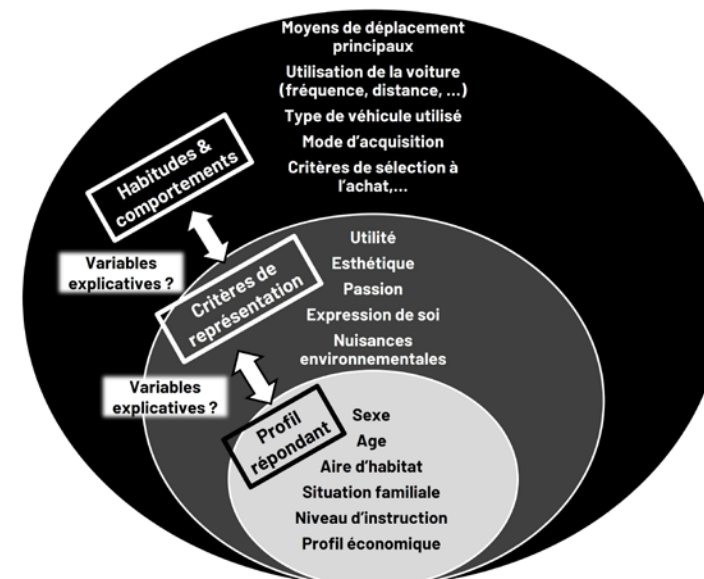 Moyens de déplacement
principaux
Utilisation de la voiture
(fréquence, distance, ...)
Type de véhicule utilisé
Mode d'acquisition
Critères de sélection à
l'achat,...
Habitudes &
comportements
Variables
explicatives ?
Utilité
Esthétique
Passion
Expression de soi
Nuisances
environnementales
Critères de
représentation
Variables
explicatives ?
Profil
répondant
Sexe
Age
Aire d'habitat
Situation familiale
Niveau d'instruction
Profil économique